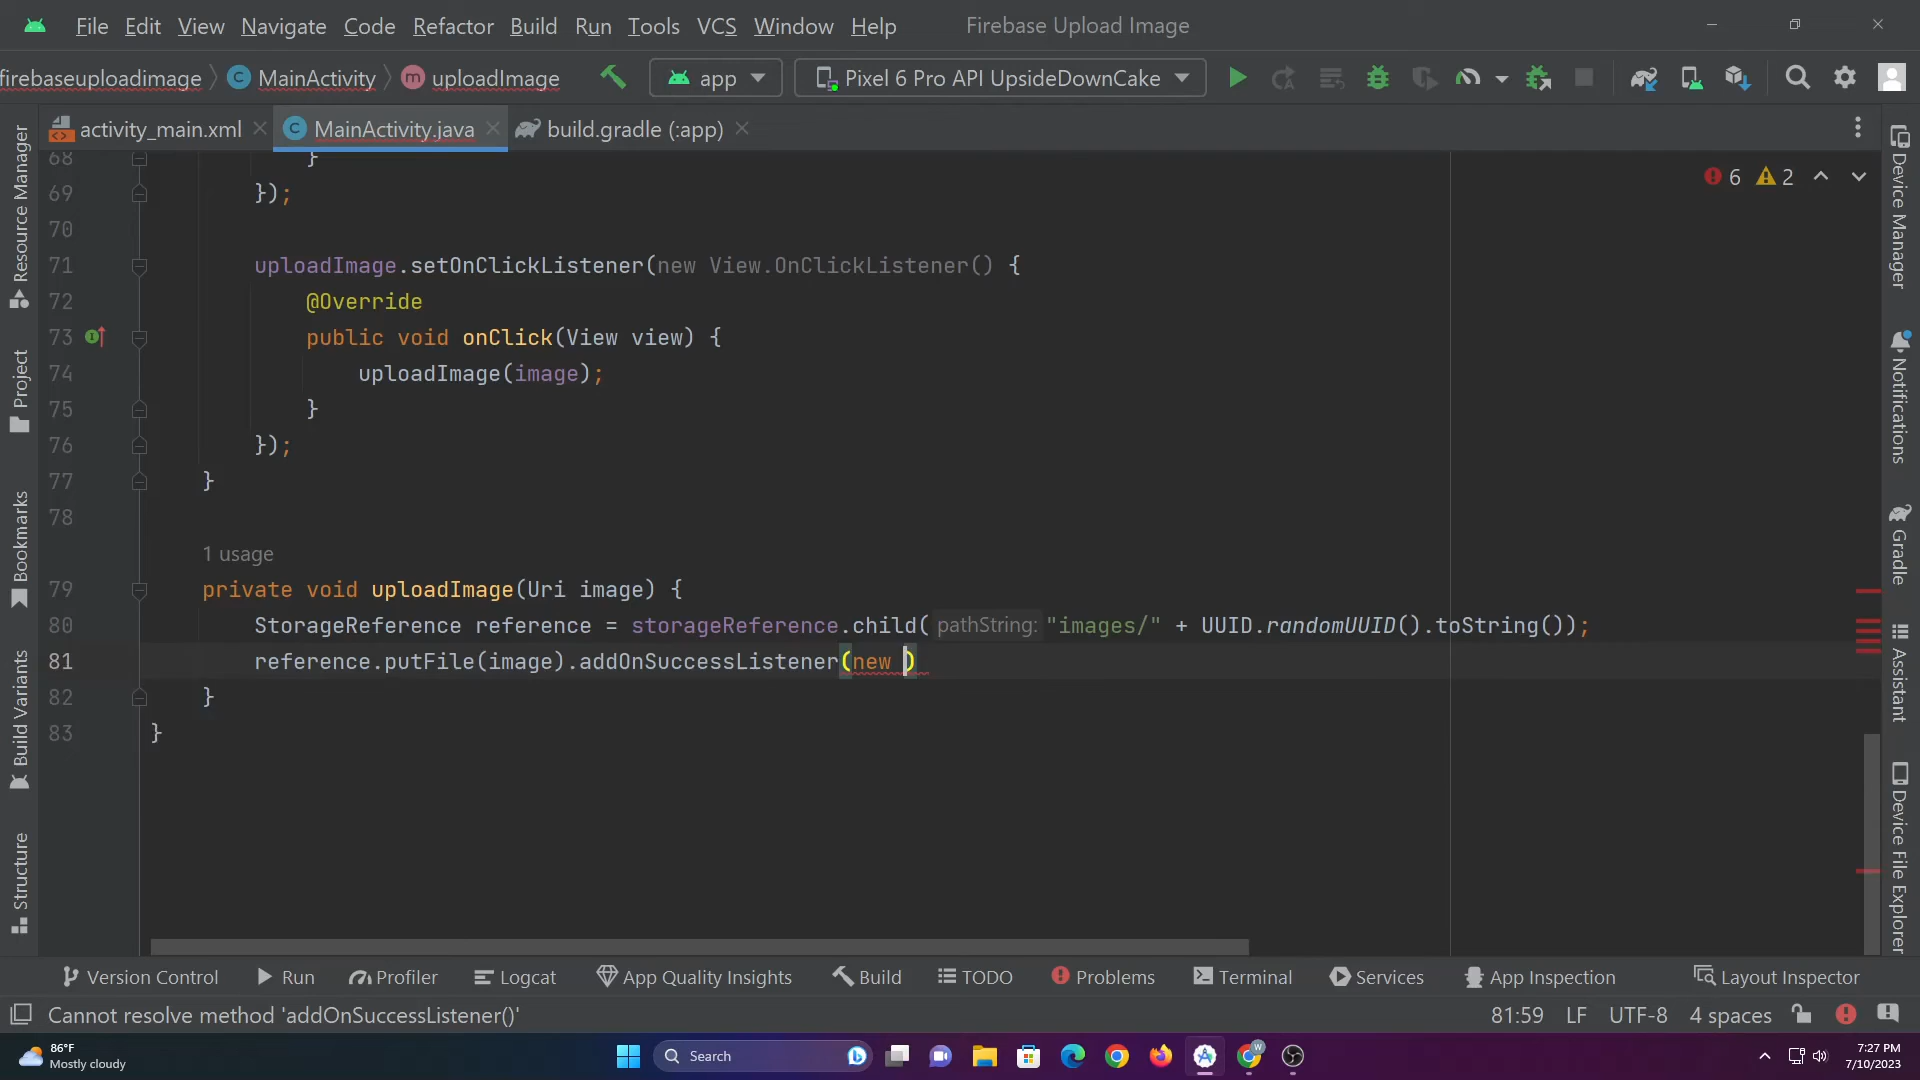 File Edit View Navigate Code Refactor Build Run Tools VCS Window Help Firebase Upload Image
firebaseuploadimage MainActivity uploadImage app Pixel 6 Pro API UpsideDownCake
activity_main.xml MainActivity.java build.gradle (:app)
68 }
69 });
70
71 uploadImage.setOnClickListener(new View.OnClickListener() {
72 @Override
73 public void onClick(View view) {
74 uploadImage(image);
75 }
76 });
77 }
78
1 usage
79 private void uploadImage(Uri image) {
80 StorageReference reference = storageReference.child( pathString: "images/" + UUID.randomUUID().toString());
81 reference.putFile(image).addOnSuccessListener(new )
82 }
83 }
6 2
Resource Manager
Project
Bookmarks
Build Variants
Structure
Device Manager
Notifications
Gradle
Assistant
Device File Explorer
Version Control Run Profiler Logcat App Quality Insights Build TODO Problems Terminal Services App Inspection Layout Inspector
Cannot resolve method 'addOnSuccessListener()' 81:59 LF UTF-8 4 spaces
86°F
Mostly cloudy
Search
7:27 PM
7/10/2023